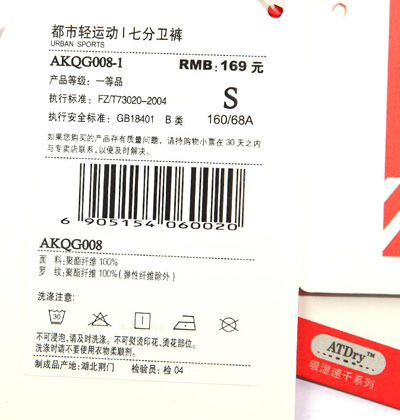 都市轻运动 | 七分卫裤
URBAN SPORTS
AKQG008-1 RMB: 169 元
产品等级: 一等品
执行标准: FZ/T73020-2004
S
执行安全标准: GB18401 B 类
160/68A
如果您购买的产品存有质量问题, 请持购物小票在 30 天之内
与专卖店联系, 以便及时解决。
6 905154 060020
AKQG008
面 料: 聚酯纤维 100%
罗 纹: 聚酯纤维 100% (弹性纤维除外)
洗涤注意:
不可浸泡, 请及时清洗。不可熨烫印花、烫花部位。
洗涤时请不要使用衣物柔顺剂。
制成品产地: 湖北荆门 检验员: 检 04
ATDry™
吸湿速干系列